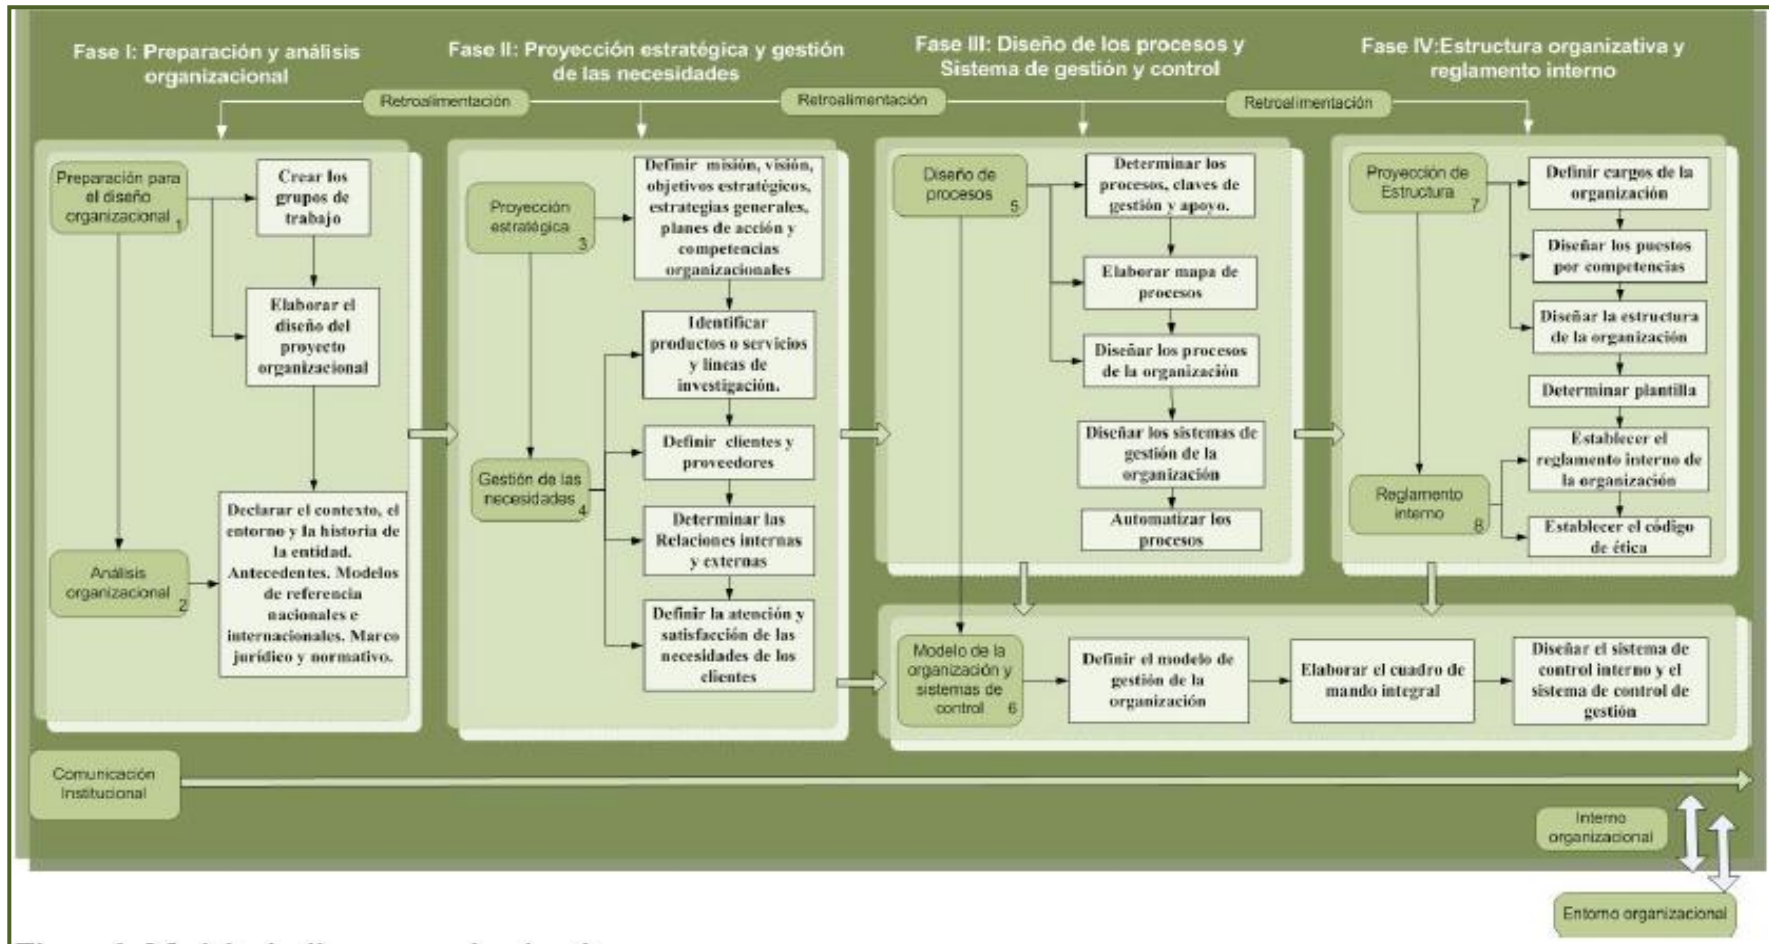 Fase I: Preparación y análisis
organizacional
Fase II: Proyección estratégica y gestión
de las necesidades
Fase III: Diseño de los procesos y
Sistema de gestión y control
Fase IV:Estructura organizativa y
reglamento interno
Retroalimentación
Retroalimentación
Retroalimentación
Preparación para
el diseño
organizacional
1
Crear los
grupos de
trabajo
Elaborar el
diseño del
proyecto
organizacional
Análisis
organizacional
2
Declarar el contexto, el
entorno y la historia de
la entidad.
Antecedentes. Modelos
de referencia
nacionales e
internacionales. Marco
jurídico y normativo.
Proyección
estratégica
3
Definir misión, visión,
objetivos estratégicos,
estrategias generales,
planes de acción y
competencias
organizacionales
Gestión de las
necesidades
4
Identificar
productos o servicios
y líneas de
investigación.
Definir clientes y
proveedores
Determinar las
Relaciones internas
y externas
Definir la atención y
satisfacción de las
necesidades de los
clientes
Diseño de
procesos
5
Determinar los
procesos, claves de
gestión y apoyo.
Elaborar mapa de
procesos
Diseñar los procesos
de la organización
Diseñar los sistemas de
gestión de la
organización
Automatizar los
procesos
Proyección de
Estructura
7
Definir cargos de la
organización
Diseñar los puestos
por competencias
Diseñar la estructura
de la organización
Determinar plantilla
Reglamento
interno
8
Establecer el
reglamento interno de
la organización
Establecer el código
de ética
Modelo de la
organización y
sistemas de
control
6
Definir el modelo de
gestión de la
organización
Elaborar el cuadro de
mando integral
Diseñar el sistema de
control interno y el
sistema de control de
gestión
Comunicación
Institucional
Interno
organizacional
Entorno organizacional